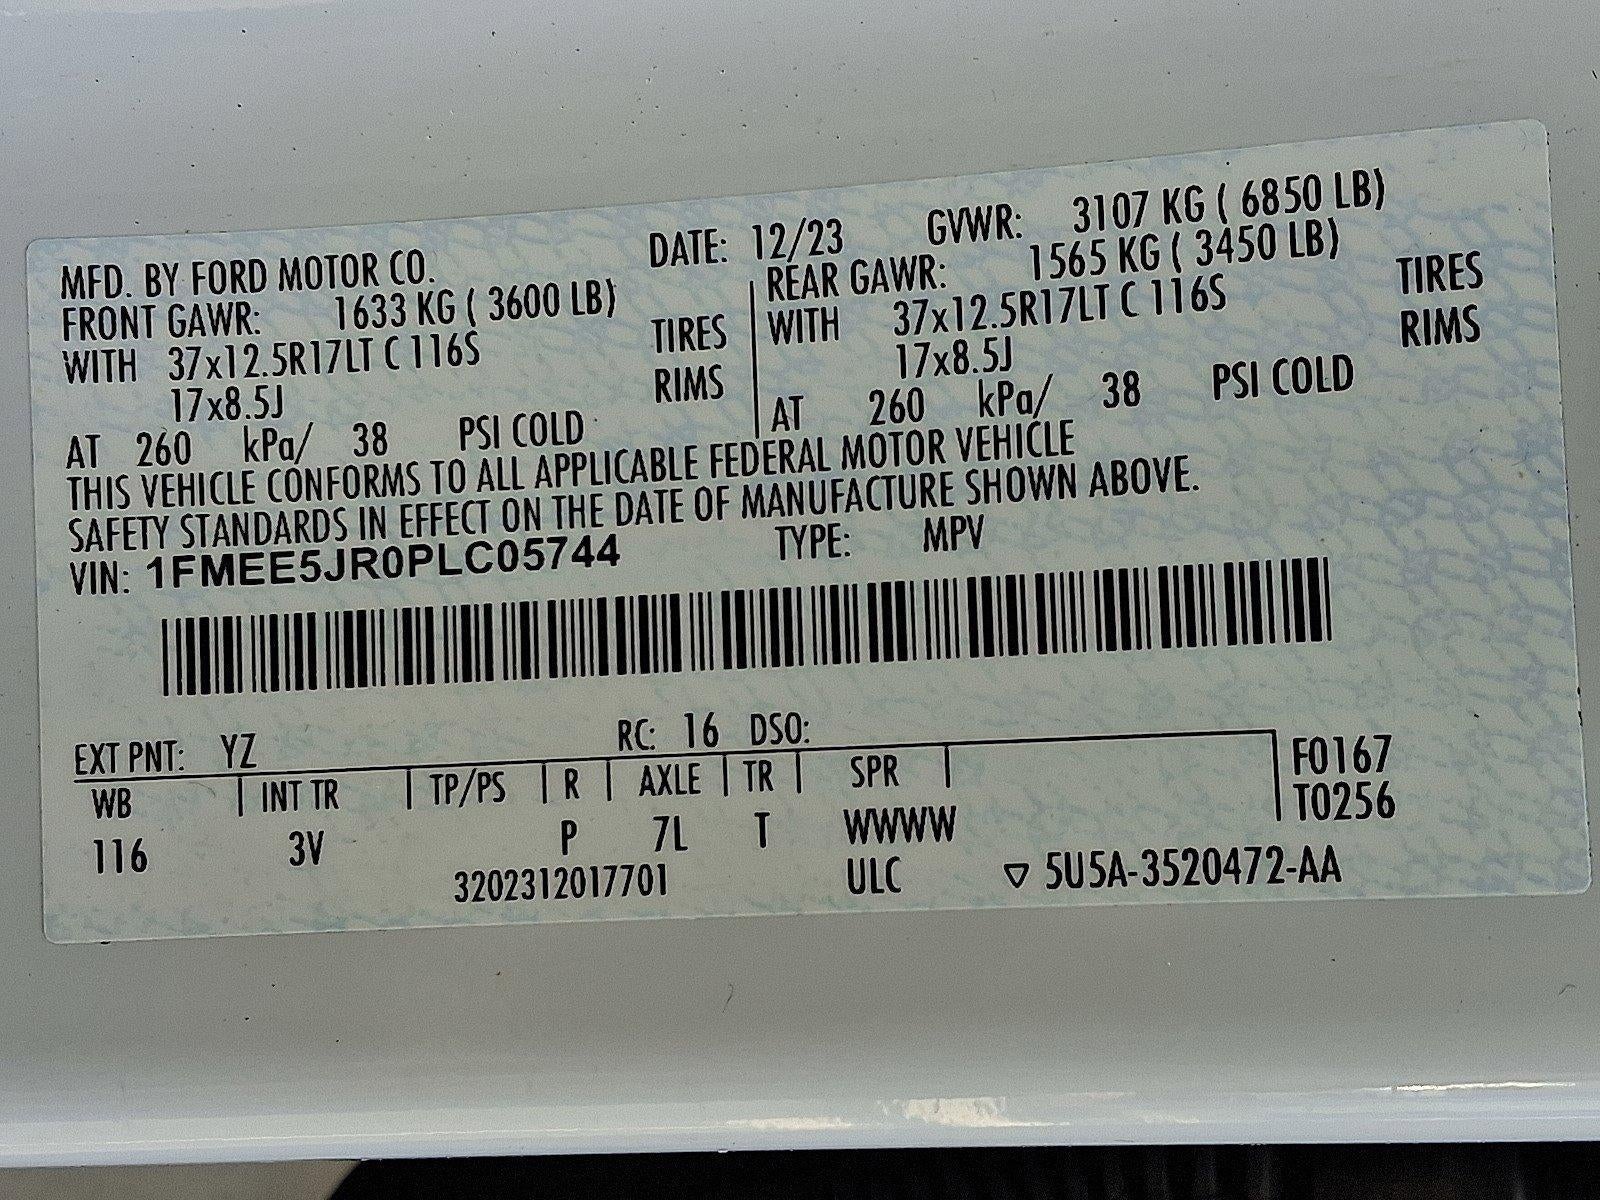 MFD. BY FORD MOTOR CO. DATE: 12/23 GVWR: 3107 KG ( 6850 LB)
FRONT GAWR: 1633 KG ( 3600 LB) REAR GAWR: 1565 KG ( 3450 LB)
WITH 37x12.5R17LT C 116S TIRES WITH 37x12.5R17LT C 116S TIRES
17x8.5J RIMS 17x8.5J RIMS
AT 260 kPa/ 38 PSI COLD AT 260 kPa/ 38 PSI COLD
THIS VEHICLE CONFORMS TO ALL APPLICABLE FEDERAL MOTOR VEHICLE
SAFETY STANDARDS IN EFFECT ON THE DATE OF MANUFACTURE SHOWN ABOVE.
VIN: 1FMEE5JR0PLC05744 TYPE: MPV
EXT PNT: YZ RC: 16 DSO:
WB INT TR TP/PS R AXLE TR SPR F0167
T0256
116 3V P 7L T WWWW
3202312017701 ULC ▽ 5U5A-3520472-AA